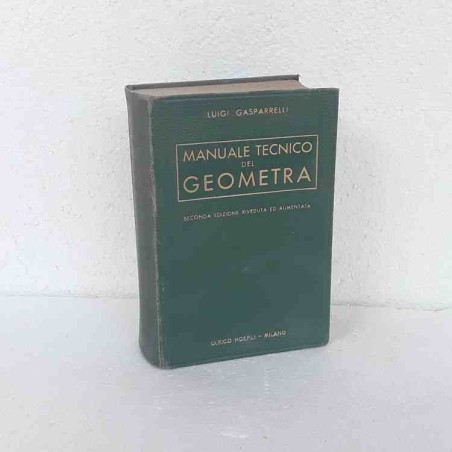 LUIGI GASPARRELLI
MANUALE TECNICO
DEL
GEOMETRA
SECONDA EDIZIONE RIVEDUTA ED AUMENTATA
ULRICO HOEPLI - MILANO